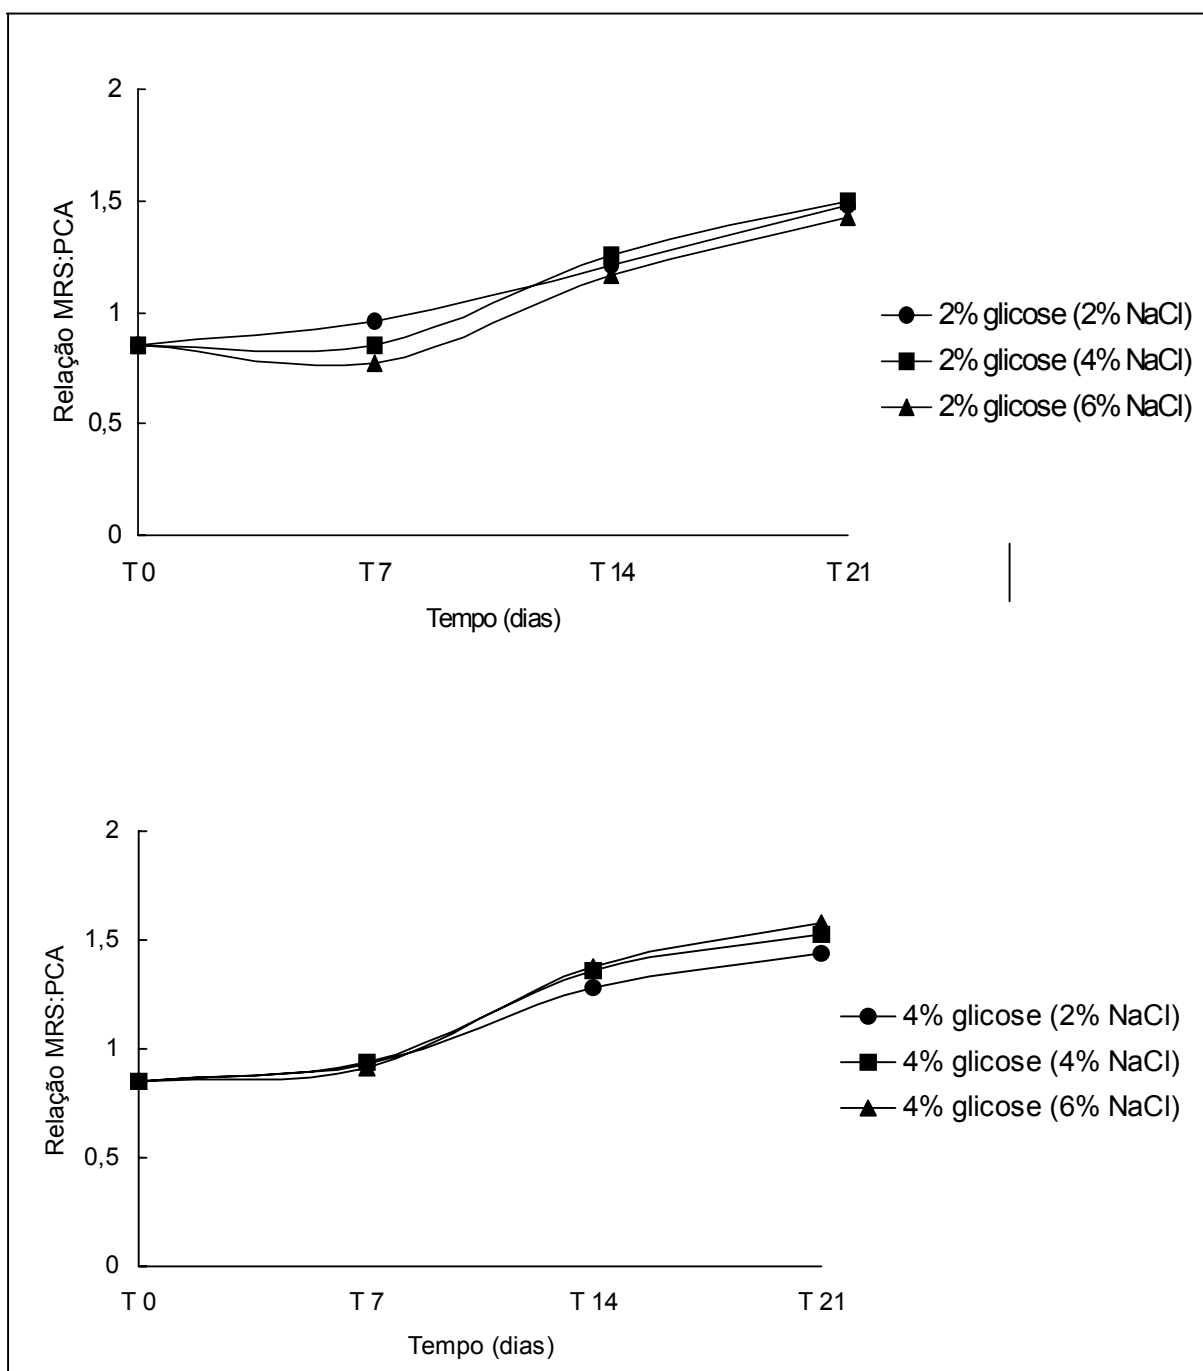 2
1,5
1
0,5
0
Relação MRS:PCA
T 0 T 7 T 14 T 21
Tempo (dias)
2% glicose (2% NaCl)
2% glicose (4% NaCl)
2% glicose (6% NaCl)
2
1,5
1
0,5
0
Relação MRS:PCA
T 0 T 7 T 14 T 21
Tempo (dias)
4% glicose (2% NaCl)
4% glicose (4% NaCl)
4% glicose (6% NaCl)